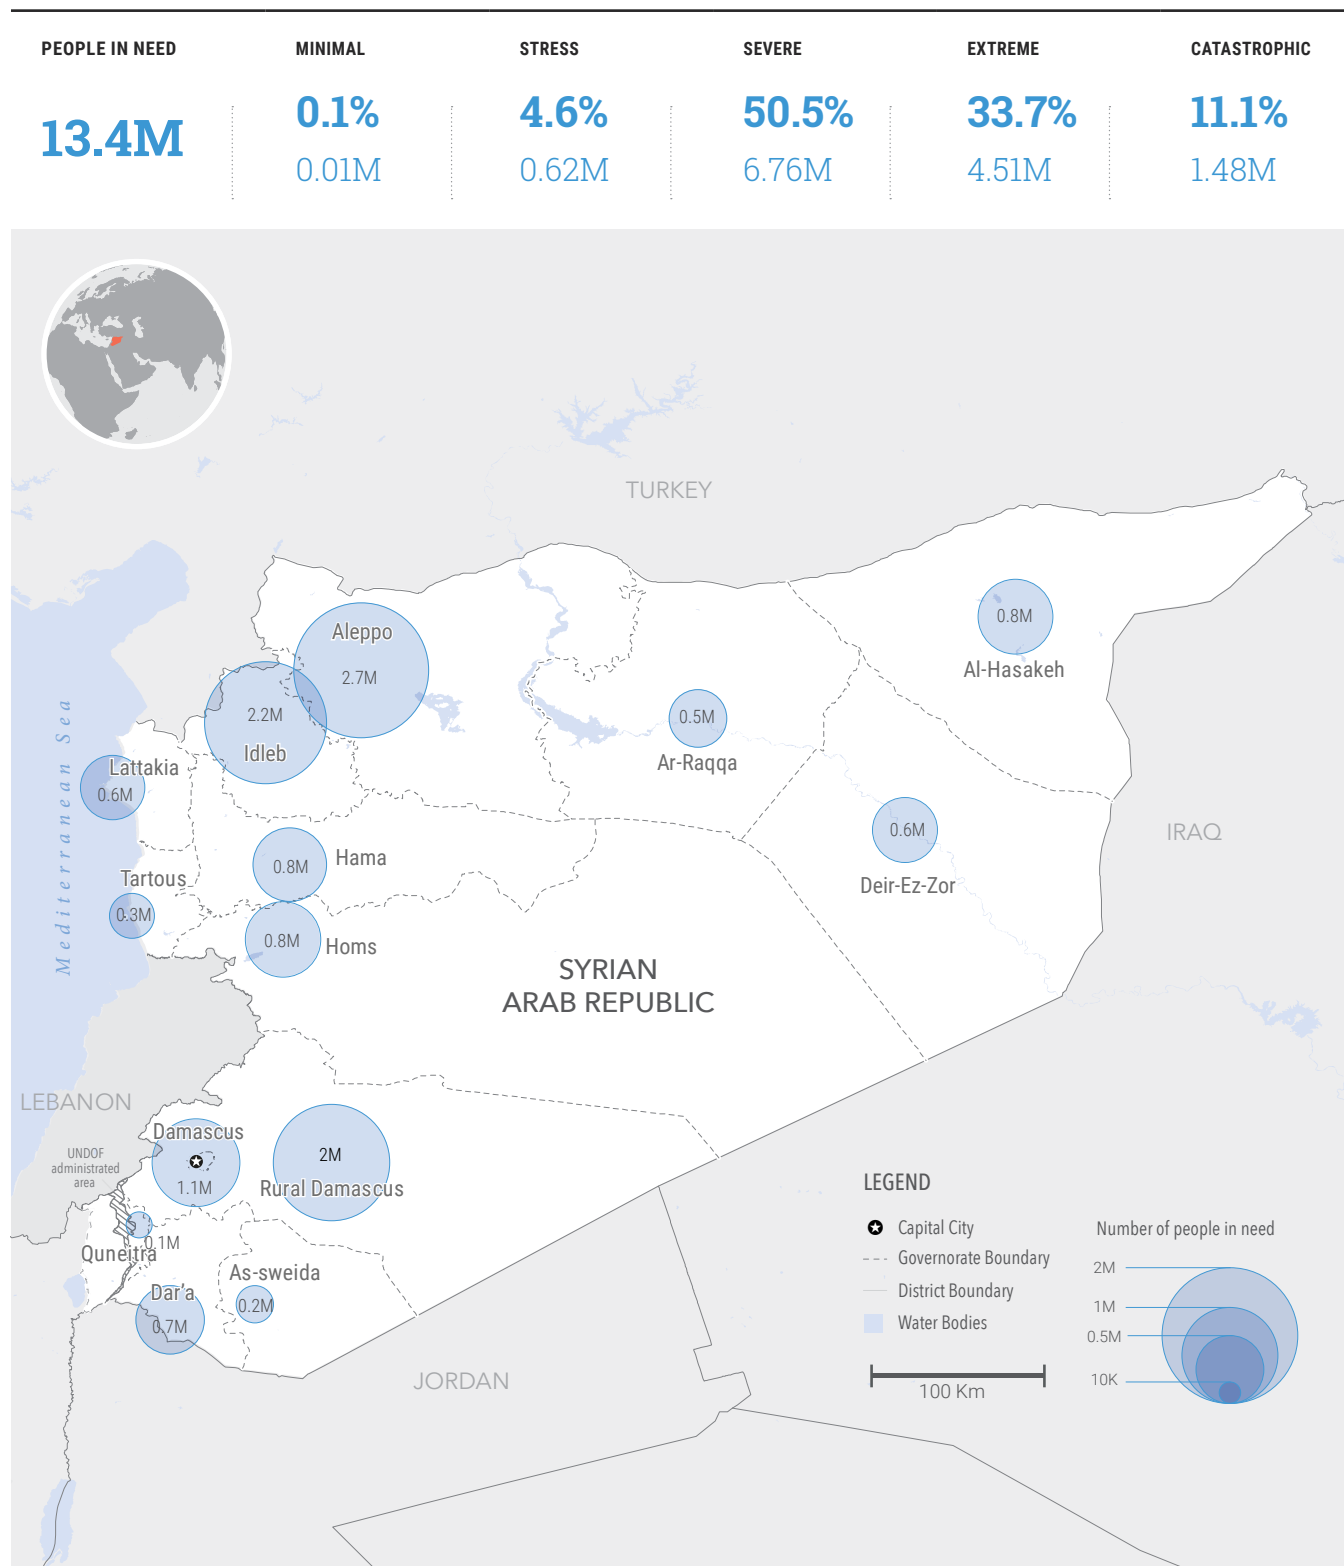 PEOPLE IN NEED
MINIMAL
STRESS
SEVERE
EXTREME
CATASTROPHIC
13.4M
0.1%
4.6%
50.5%
33.7%
11.1%
0.01M
0.62M
6.76M
4.51M
1.48M
TURKEY
Aleppo
2.7M
0.8M
Al-Hasakeh
2.2M
Idleb
0.5M
Ar-Raqqa
Mediterranean Sea
Lattakia
0.6M
0.6M
Deir-Ez-Zor
IRAQ
Hama
0.8M
Tartous
0.3M
0.8M
Homs
SYRIAN
ARAB REPUBLIC
LEBANON
Damascus
1.1M
2M
Rural Damascus
UNDOF
administrated
area
0.1M
Quneitra
As-sweida
0.2M
Dar'a
0.7M
JORDAN
LEGEND
Capital City
Governorate Boundary
District Boundary
Water Bodies
100 Km
Number of people in need
2M
1M
0.5M
10K